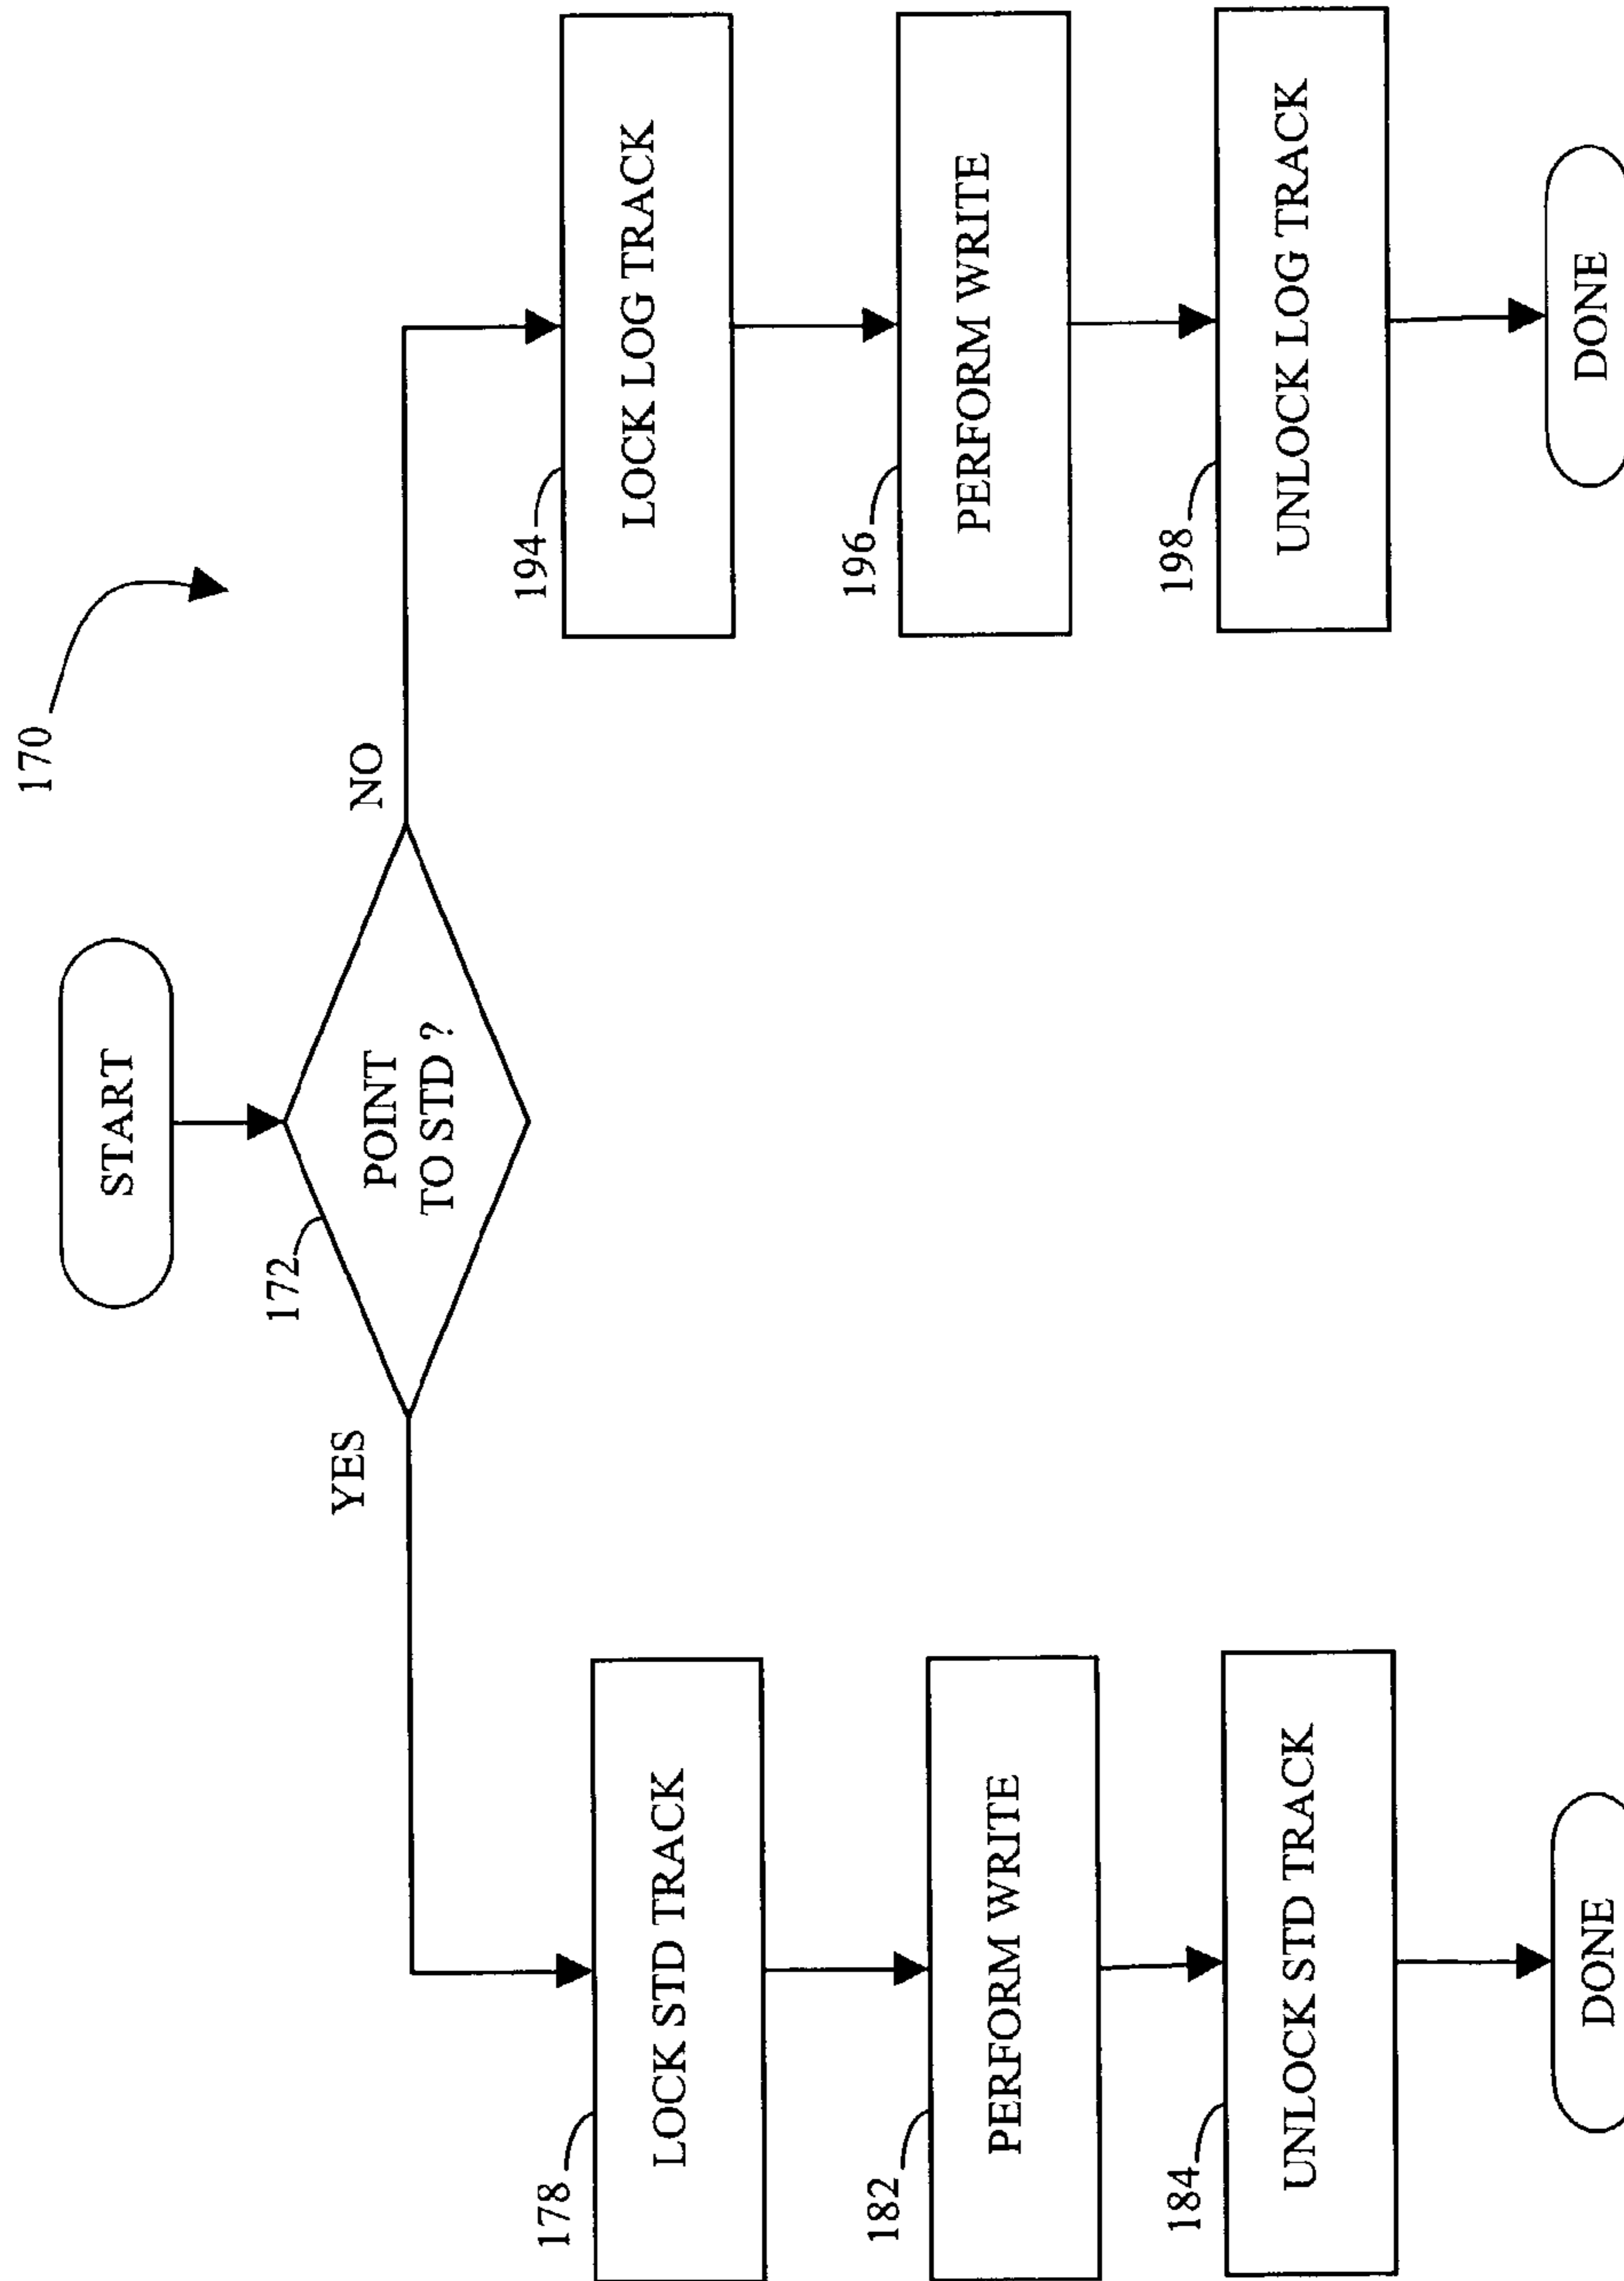 170
START
172
POINT
TO STD ?
YES
NO
178
LOCK STD TRACK
182
PERFORM WRITE
184
UNLOCK STD TRACK
DONE
194
LOCK LOG TRACK
196
PERFORM WRITE
198
UNLOCK LOG TRACK
DONE